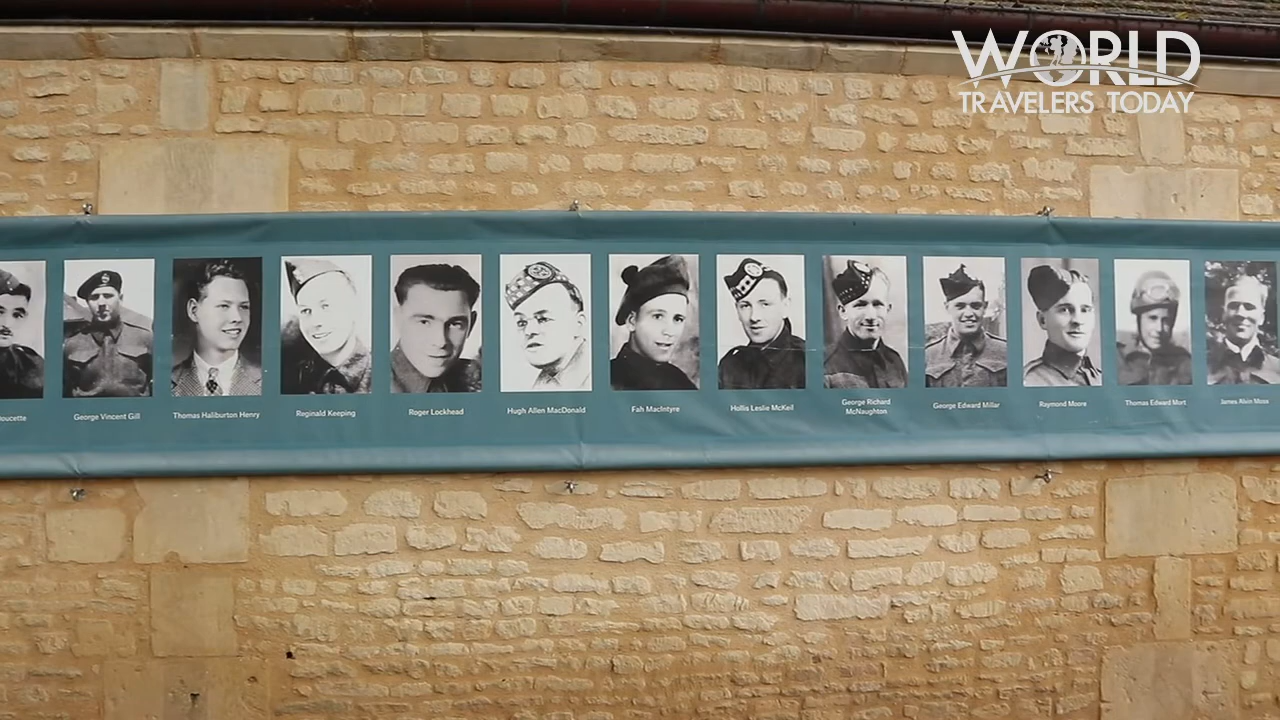 WORLD
TRAVELERS TODAY
George Vincent Gill
Thomas Haliburton Henry
Reginald Keeping
Roger Lockhead
Hugh Allen MacDonald
Fah MacIntyre
Hollis Leslie McKeil
George Richard
McNaughton
George Edward Millar
Raymond Moore
Thomas Edward Mort
James Alvin Moss